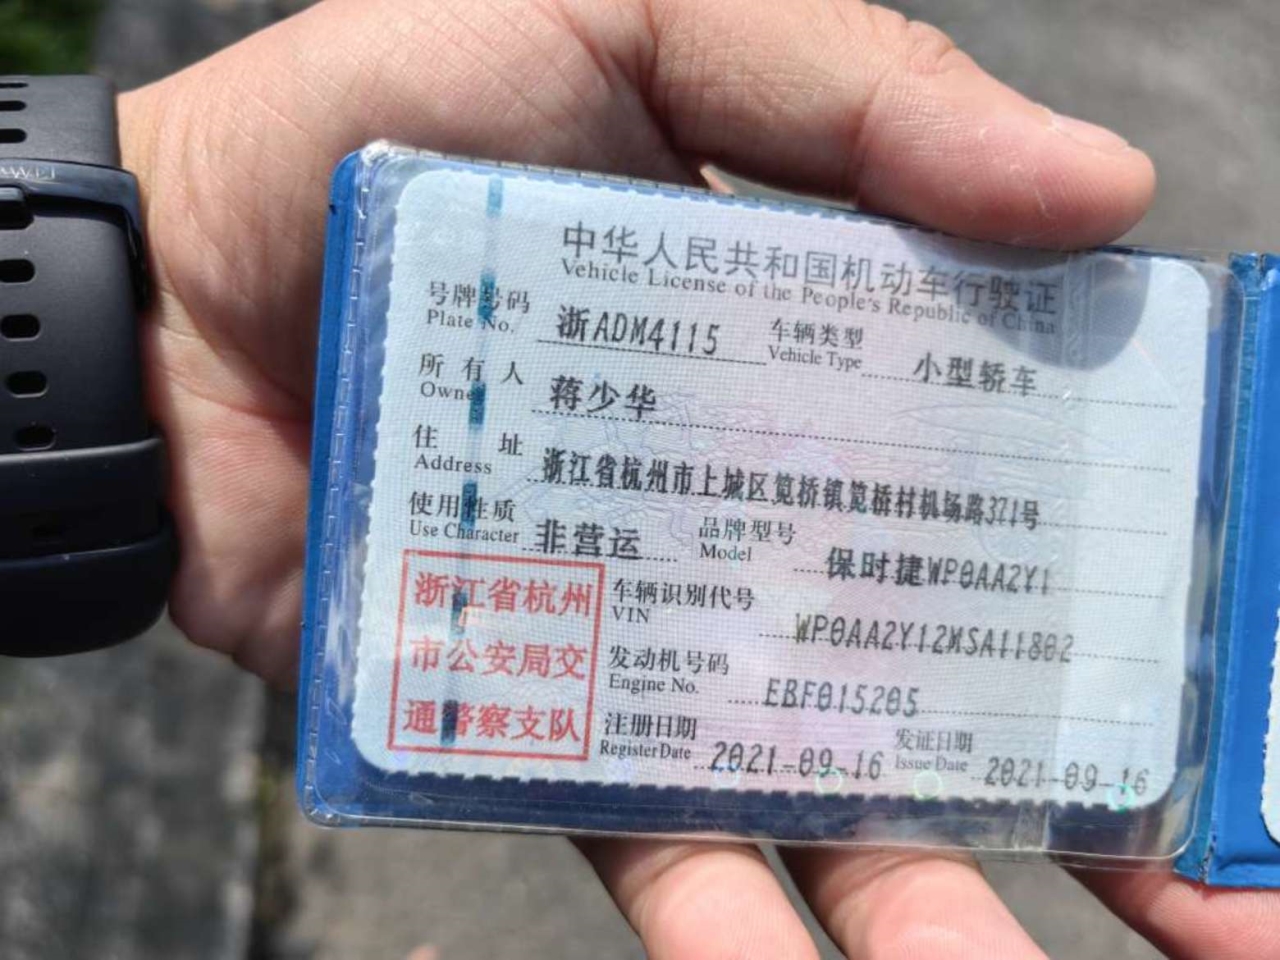 中华人民共和国机动车行驶证
Vehicle License of the People's Republic of China
号牌号码 浙ADM4115 车辆类型 小型轿车
Plate No. Vehicle Type
所有人 蒋少华
Owner
住址 浙江省杭州市上城区笕桥镇笕桥村机场路371号
Address
使用性质 非营运 品牌型号 保时捷WP0AA2Y1
Use Character Model
浙江省杭州
市公安局交
通警察支队
车辆识别代号 WP0AA2Y12MSA11802
VIN
发动机号码 EBF015205
Engine No.
注册日期 2021-09-16 发证日期 2021-09-16
Register Date Issue Date